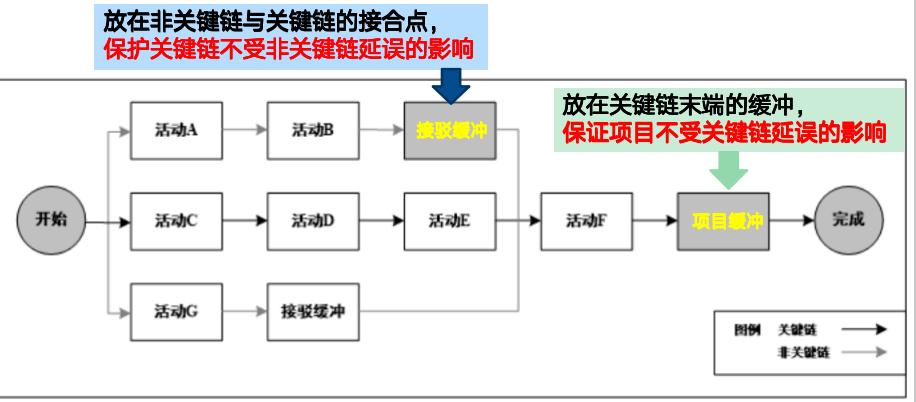 放在非关键链与关键链的接合点，
保护关键链不受非关键链延误的影响
放在关键链末端的缓冲，
保证项目不受关键链延误的影响
活动A
活动B
接驳缓冲
开始
活动C
活动D
活动E
活动F
项目缓冲
完成
活动G
接驳缓冲
图例 关键链
非关键链